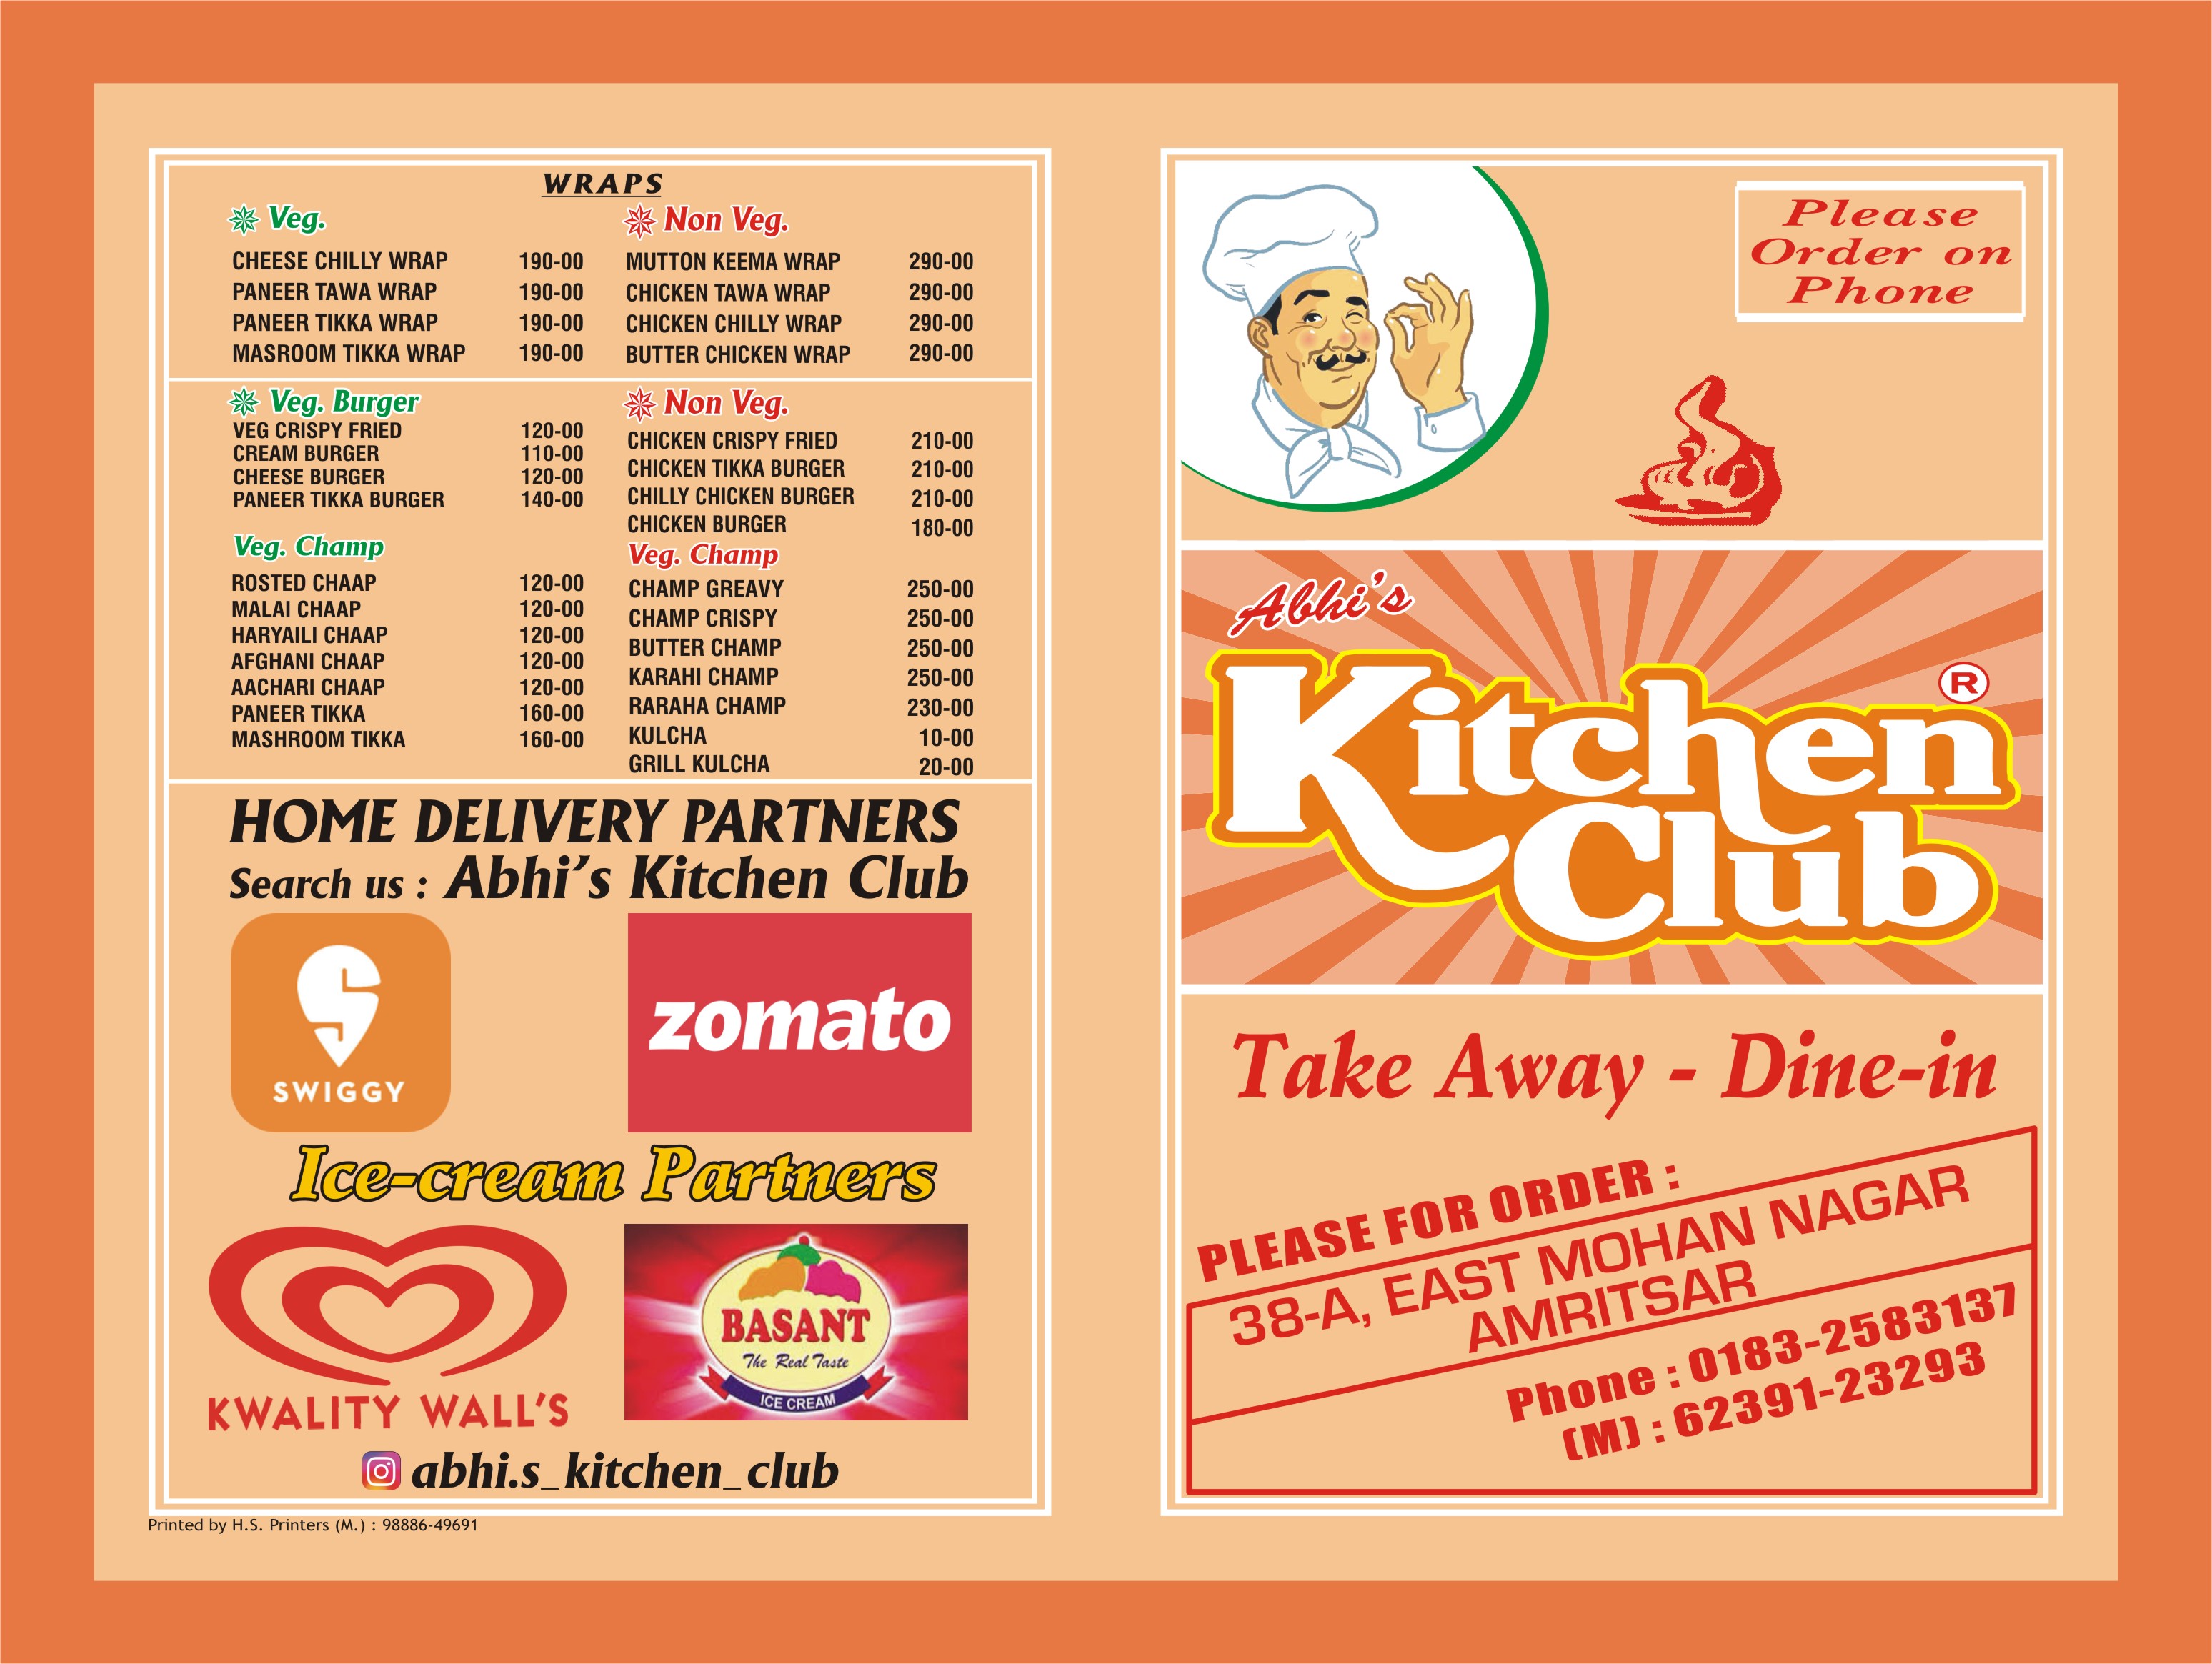 WRAPS
Veg.
CHEESE CHILLY WRAP 190-00
PANEER TAWA WRAP 190-00
PANEER TIKKA WRAP 190-00
MASROOM TIKKA WRAP 190-00
Non Veg.
MUTTON KEEMA WRAP 290-00
CHICKEN TAWA WRAP 290-00
CHICKEN CHILLY WRAP 290-00
BUTTER CHICKEN WRAP 290-00
Veg. Burger
VEG CRISPY FRIED 120-00
CREAM BURGER 110-00
CHEESE BURGER 120-00
PANEER TIKKA BURGER 140-00
Veg. Champ
ROSTED CHAAP 120-00
MALAI CHAAP 120-00
HARYAILI CHAAP 120-00
AFGHANI CHAAP 120-00
AACHARI CHAAP 120-00
PANEER TIKKA 160-00
MASHROOM TIKKA 160-00
Non Veg.
CHICKEN CRISPY FRIED 210-00
CHICKEN TIKKA BURGER 210-00
CHILLY CHICKEN BURGER 210-00
CHICKEN BURGER 180-00
Veg. Champ
CHAMP GREAVY 250-00
CHAMP CRISPY 250-00
BUTTER CHAMP 250-00
KARAHI CHAMP 250-00
RARAHA CHAMP 230-00
KULCHA 10-00
GRILL KULCHA 20-00
HOME DELIVERY PARTNERS
Search us : Abhi's Kitchen Club
SWIGGY
zomato
Ice-cream Partners
KWALITY WALL'S
BASANT
The Real Taste
ICE CREAM
abhi.s_kitchen_club
Printed by H.S. Printers (M.) : 98886-49691
Please
Order on
Phone
Abhi's
Kitchen ®
Club
Take Away - Dine-in
PLEASE FOR ORDER :
38-A, EAST MOHAN NAGAR
AMRITSAR
Phone : 0183-2583137
(M) : 62391-23293